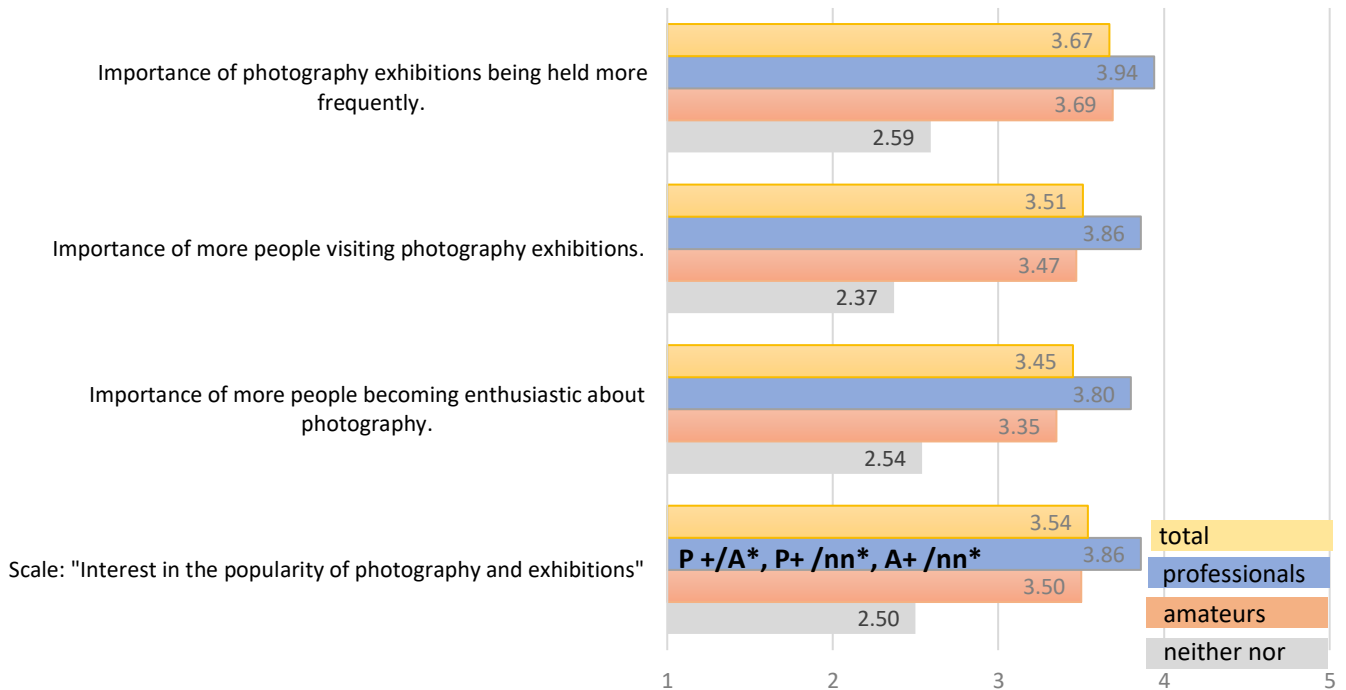 3.67
Importance of photography exhibitions being held more
frequently.
3.94
3.69
2.59
3.51
Importance of more people visiting photography exhibitions.
3.86
3.47
2.37
3.45
Importance of more people becoming enthusiastic about
photography.
3.80
3.35
2.54
3.54
Scale: "Interest in the popularity of photography and exhibitions"
P +/A*, P+ /nn*, A+ /nn*
3.86
3.50
2.50
total
professionals
amateurs
neither nor
1 2 3 4 5